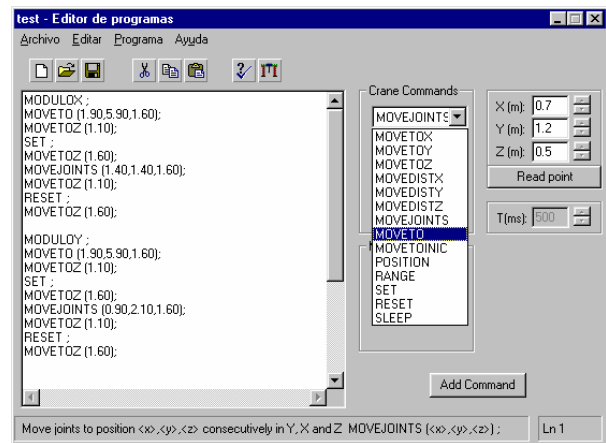 test - Editor de programas
Archivo Editar Programa Ayuda
MODULOX ;
MOVETO (1.90,5.90,1.60);
MOVETOZ (1.10);
SET ;
MOVETOZ (1.60);
MOVEJOINTS (1.40,1.40,1.60);
MOVETOZ (1.10);
RESET ;
MOVETOZ (1.60);
MODULOY ;
MOVETO (1.90,5.90,1.60);
MOVETOZ (1.10);
SET ;
MOVETOZ (1.60);
MOVEJOINTS (0.90,2.10,1.60);
MOVETOZ (1.10);
RESET ;
MOVETOZ (1.60);
Crane Commands
MOVEJOINTS
MOVETOX
MOVETOY
MOVETOZ
MOVEDISTX
MOVEDISTY
MOVEDISTZ
MOVEJOINTS
MOVETO
MOVETOINIC
POSITION
RANGE
SET
RESET
SLEEP
X (m): 0.7
Y (m): 1.2
Z (m): 0.5
Read point
T(ms): 500
Add Command
Move joints to position <x>,<y>,<z> consecutively in Y, X and Z MOVEJOINTS (<x>,<y>,<z>) ;
Ln 1